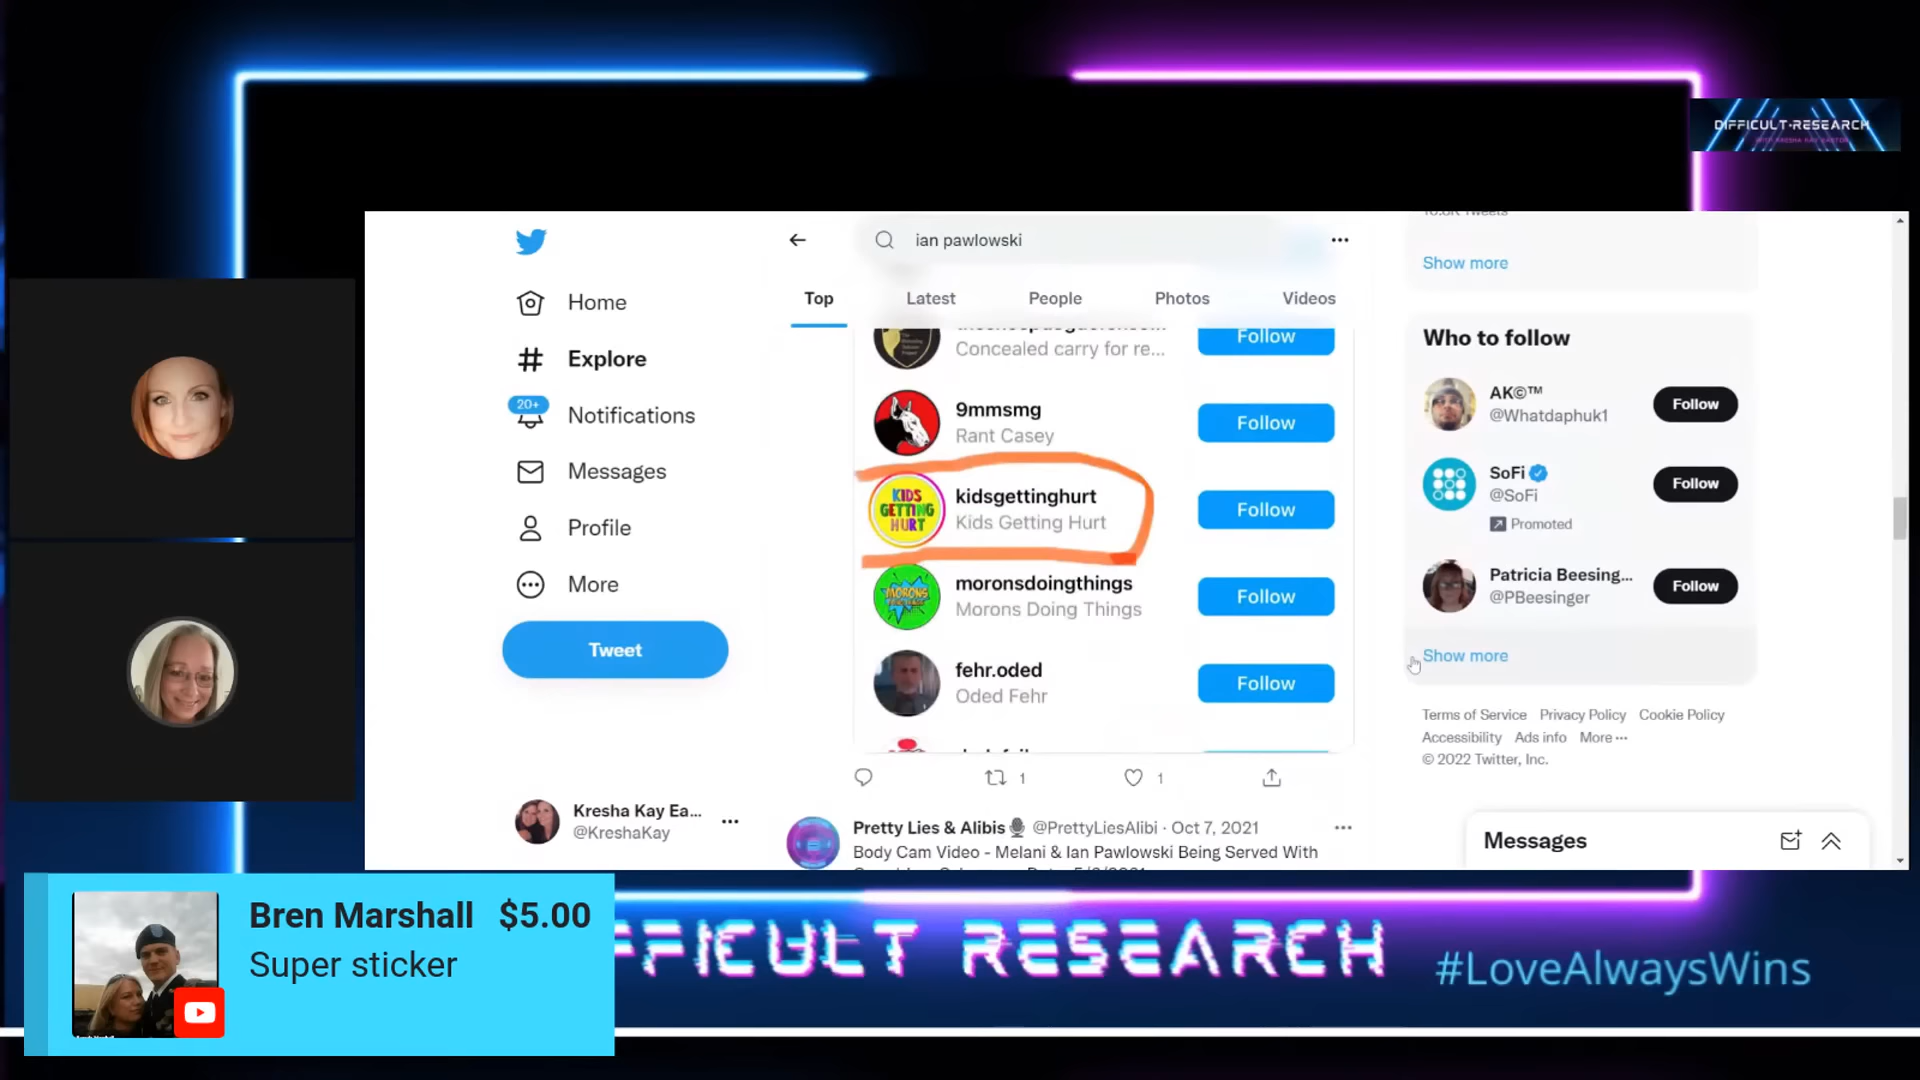 DIFFICULT-RESEARCH
ian pawlowski
Top
Latest
People
Photos
Videos
Home
Explore
20+
Notifications
Messages
Profile
More
Tweet
Kresha Kay Ea...
@KreshaKay
Concealed carry for re...
Follow
9mmsmg
Rant Casey
Follow
KIDS
GETTING
HURT
kidsgettinghurt
Kids Getting Hurt
Follow
MORONS
moronsdoingthings
Morons Doing Things
Follow
fehr.oded
Oded Fehr
Follow
1
1
Pretty Lies & Alibis @PrettyLiesAlibi · Oct 7, 2021
Body Cam Video - Melani & Ian Pawlowski Being Served With
Show more
Who to follow
AK©™
@Whatdaphuk1
Follow
SoFi
@SoFi
Promoted
Follow
Patricia Beesing...
@PBeesinger
Follow
Show more
Terms of Service Privacy Policy Cookie Policy
Accessibility Ads info More ···
© 2022 Twitter, Inc.
Messages
Bren Marshall $5.00
Super sticker
FFICULT RESEARCH
#LoveAlwaysWins